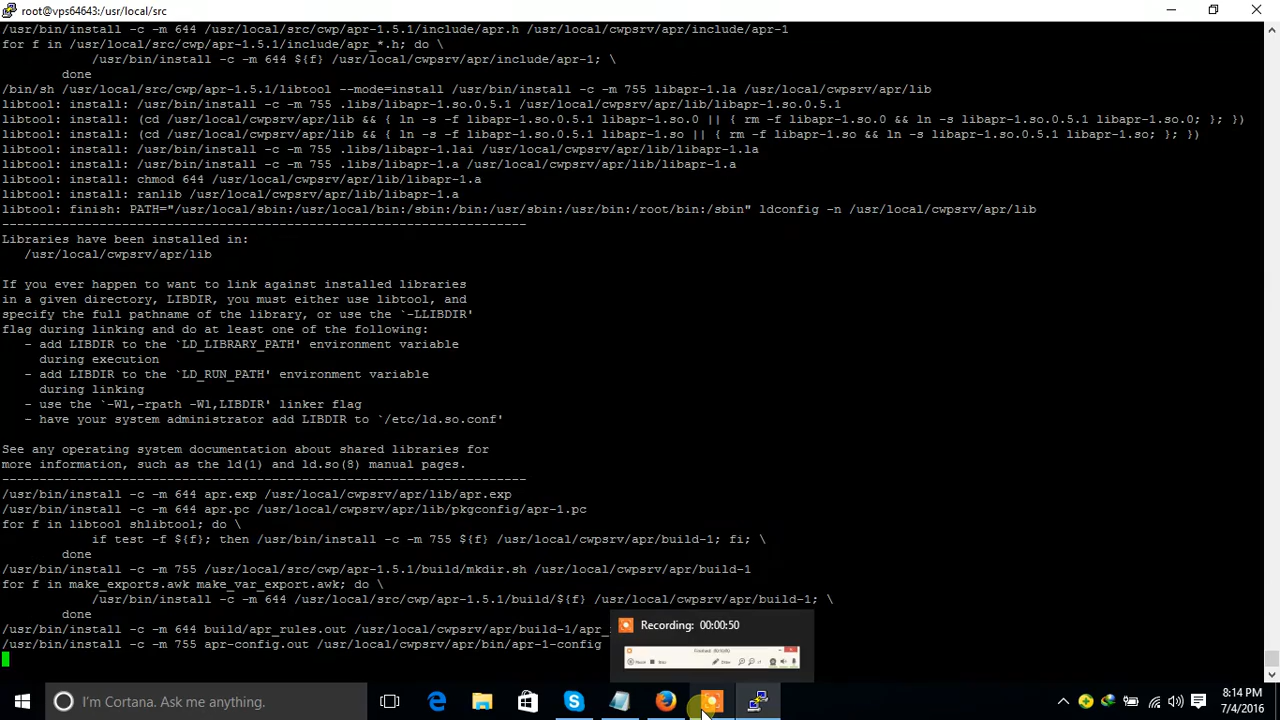 root@vps64643:/usr/local/src
/usr/bin/install -c -m 644 /usr/local/src/cwp/apr-1.5.1/include/apr.h /usr/local/cwpsrv/apr/include/apr-1
for f in /usr/local/src/cwp/apr-1.5.1/include/apr_*.h; do \
/usr/bin/install -c -m 644 ${f} /usr/local/cwpsrv/apr/include/apr-1; \
done
/bin/sh /usr/local/src/cwp/apr-1.5.1/libtool --mode=install /usr/bin/install -c -m 755 libapr-1.la /usr/local/cwpsrv/apr/lib
libtool: install: /usr/bin/install -c -m 755 .libs/libapr-1.so.0.5.1 /usr/local/cwpsrv/apr/lib/libapr-1.so.0.5.1
libtool: install: (cd /usr/local/cwpsrv/apr/lib && { ln -s -f libapr-1.so.0.5.1 libapr-1.so.0 || { rm -f libapr-1.so.0 && ln -s libapr-1.so.0.5.1 libapr-1.so.0; }; })
libtool: install: (cd /usr/local/cwpsrv/apr/lib && { ln -s -f libapr-1.so.0.5.1 libapr-1.so || { rm -f libapr-1.so && ln -s libapr-1.so.0.5.1 libapr-1.so; }; })
libtool: install: /usr/bin/install -c -m 755 .libs/libapr-1.lai /usr/local/cwpsrv/apr/lib/libapr-1.la
libtool: install: /usr/bin/install -c -m 755 .libs/libapr-1.a /usr/local/cwpsrv/apr/lib/libapr-1.a
libtool: install: chmod 644 /usr/local/cwpsrv/apr/lib/libapr-1.a
libtool: install: ranlib /usr/local/cwpsrv/apr/lib/libapr-1.a
libtool: finish: PATH="/usr/local/sbin:/usr/local/bin:/sbin:/bin:/usr/sbin:/usr/bin:/root/bin:/sbin" ldconfig -n /usr/local/cwpsrv/apr/lib
----------------------------------------------------------------------
Libraries have been installed in:
/usr/local/cwpsrv/apr/lib
If you ever happen to want to link against installed libraries
in a given directory, LIBDIR, you must either use libtool, and
specify the full pathname of the library, or use the `-LLIBDIR'
flag during linking and do at least one of the following:
- add LIBDIR to the `LD_LIBRARY_PATH' environment variable
during execution
- add LIBDIR to the `LD_RUN_PATH' environment variable
during linking
- use the `-Wl,-rpath -Wl,LIBDIR' linker flag
- have your system administrator add LIBDIR to `/etc/ld.so.conf'
See any operating system documentation about shared libraries for
more information, such as the ld(1) and ld.so(8) manual pages.
----------------------------------------------------------------------
/usr/bin/install -c -m 644 apr.exp /usr/local/cwpsrv/apr/lib/apr.exp
/usr/bin/install -c -m 644 apr.pc /usr/local/cwpsrv/apr/lib/pkgconfig/apr-1.pc
for f in libtool shlibtool; do \
if test -f ${f}; then /usr/bin/install -c -m 755 ${f} /usr/local/cwpsrv/apr/build-1; fi; \
done
/usr/bin/install -c -m 755 /usr/local/src/cwp/apr-1.5.1/build/mkdir.sh /usr/local/cwpsrv/apr/build-1
for f in make_exports.awk make_var_export.awk; do \
/usr/bin/install -c -m 644 /usr/local/src/cwp/apr-1.5.1/build/${f} /usr/local/cwpsrv/apr/build-1; \
done
/usr/bin/install -c -m 644 build/apr_rules.out /usr/local/cwpsrv/apr/build-1/apr_
/usr/bin/install -c -m 755 apr-config.out /usr/local/cwpsrv/apr/bin/apr-1-config
Recording: 00:00:50
I'm Cortana. Ask me anything.
8:14 PM
7/4/2016